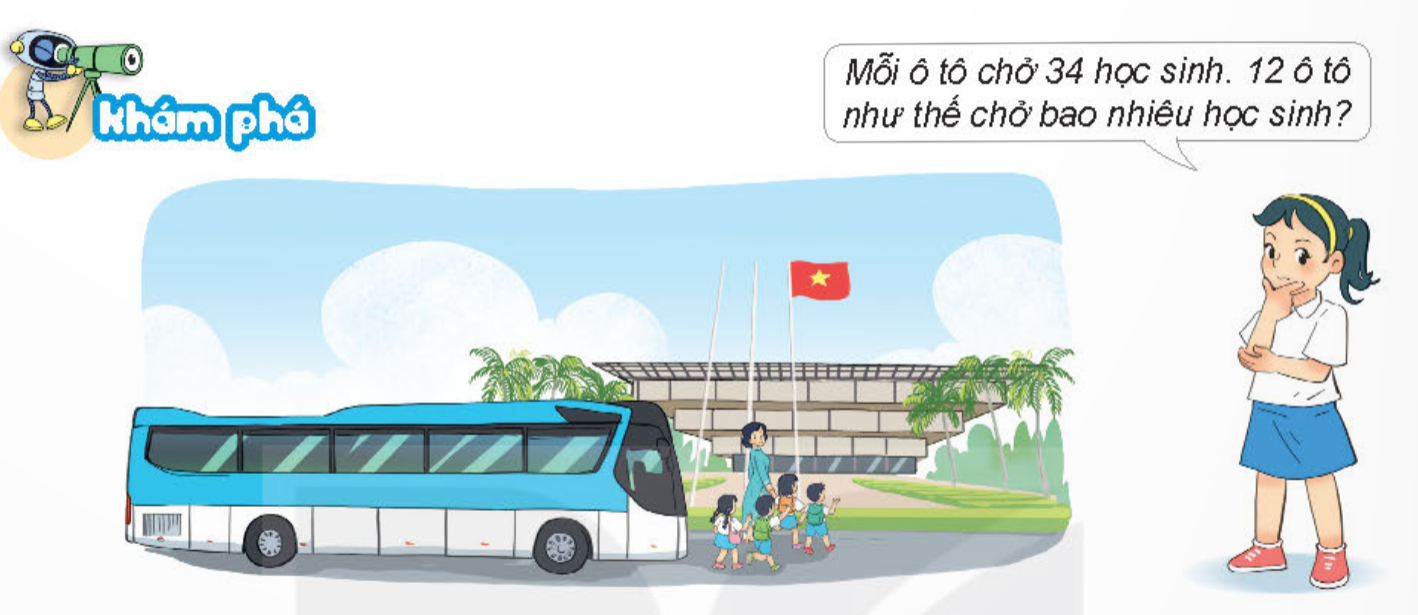 Khám phá
Mỗi ô tô chở 34 học sinh. 12 ô tô
như thế chở bao nhiêu học sinh?